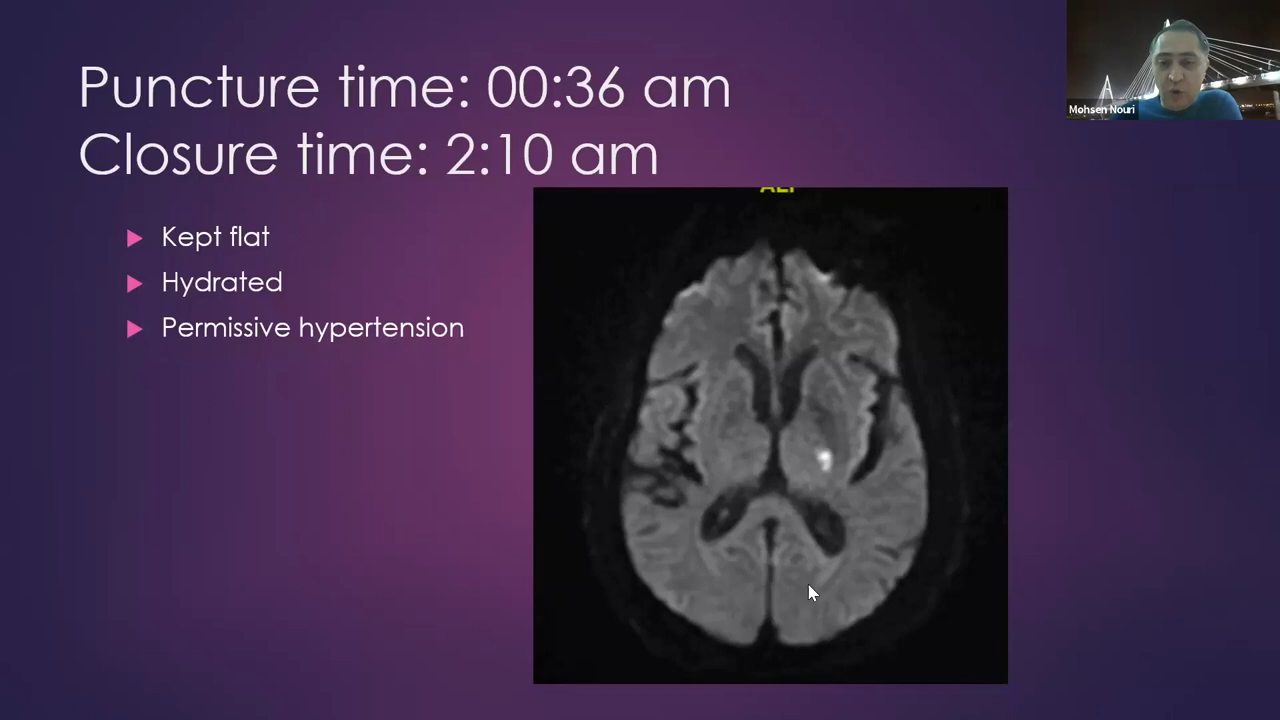 Puncture time: 00:36 am
Closure time: 2:10 am
Kept flat
Hydrated
Permissive hypertension
Mohsen Nouri